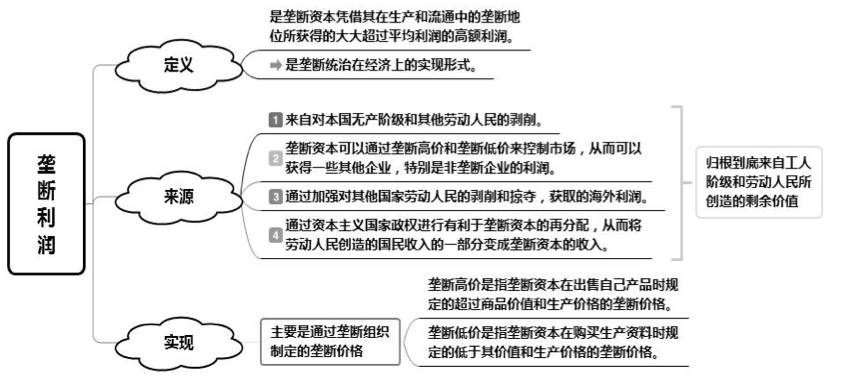 垄断利润
定义
是垄断资本凭借其在生产和流通中的垄断地
位所获得的大大超过平均利润的高额利润。
是垄断统治在经济上的实现形式。
来源
1 来自对本国无产阶级和其他劳动人民的剥削。
2 垄断资本可以通过垄断高价和垄断低价来控制市场，从而可以
获得一些其他企业，特别是非垄断企业的利润。
3 通过加强对其他国家劳动人民的剥削和掠夺，获取的海外利润。
4 通过资本主义国家政权进行有利于垄断资本的再分配，从而将
劳动人民创造的国民收入的一部分变成垄断资本的收入。
归根到底来自工人
阶级和劳动人民所
创造的剩余价值
实现
主要是通过垄断组织
制定的垄断价格
垄断高价是指垄断资本在出售自己产品时规
定的超过商品价值和生产价格的垄断价格。
垄断低价是指垄断资本在购买生产资料时规
定的低于其价值和生产价格的垄断价格。